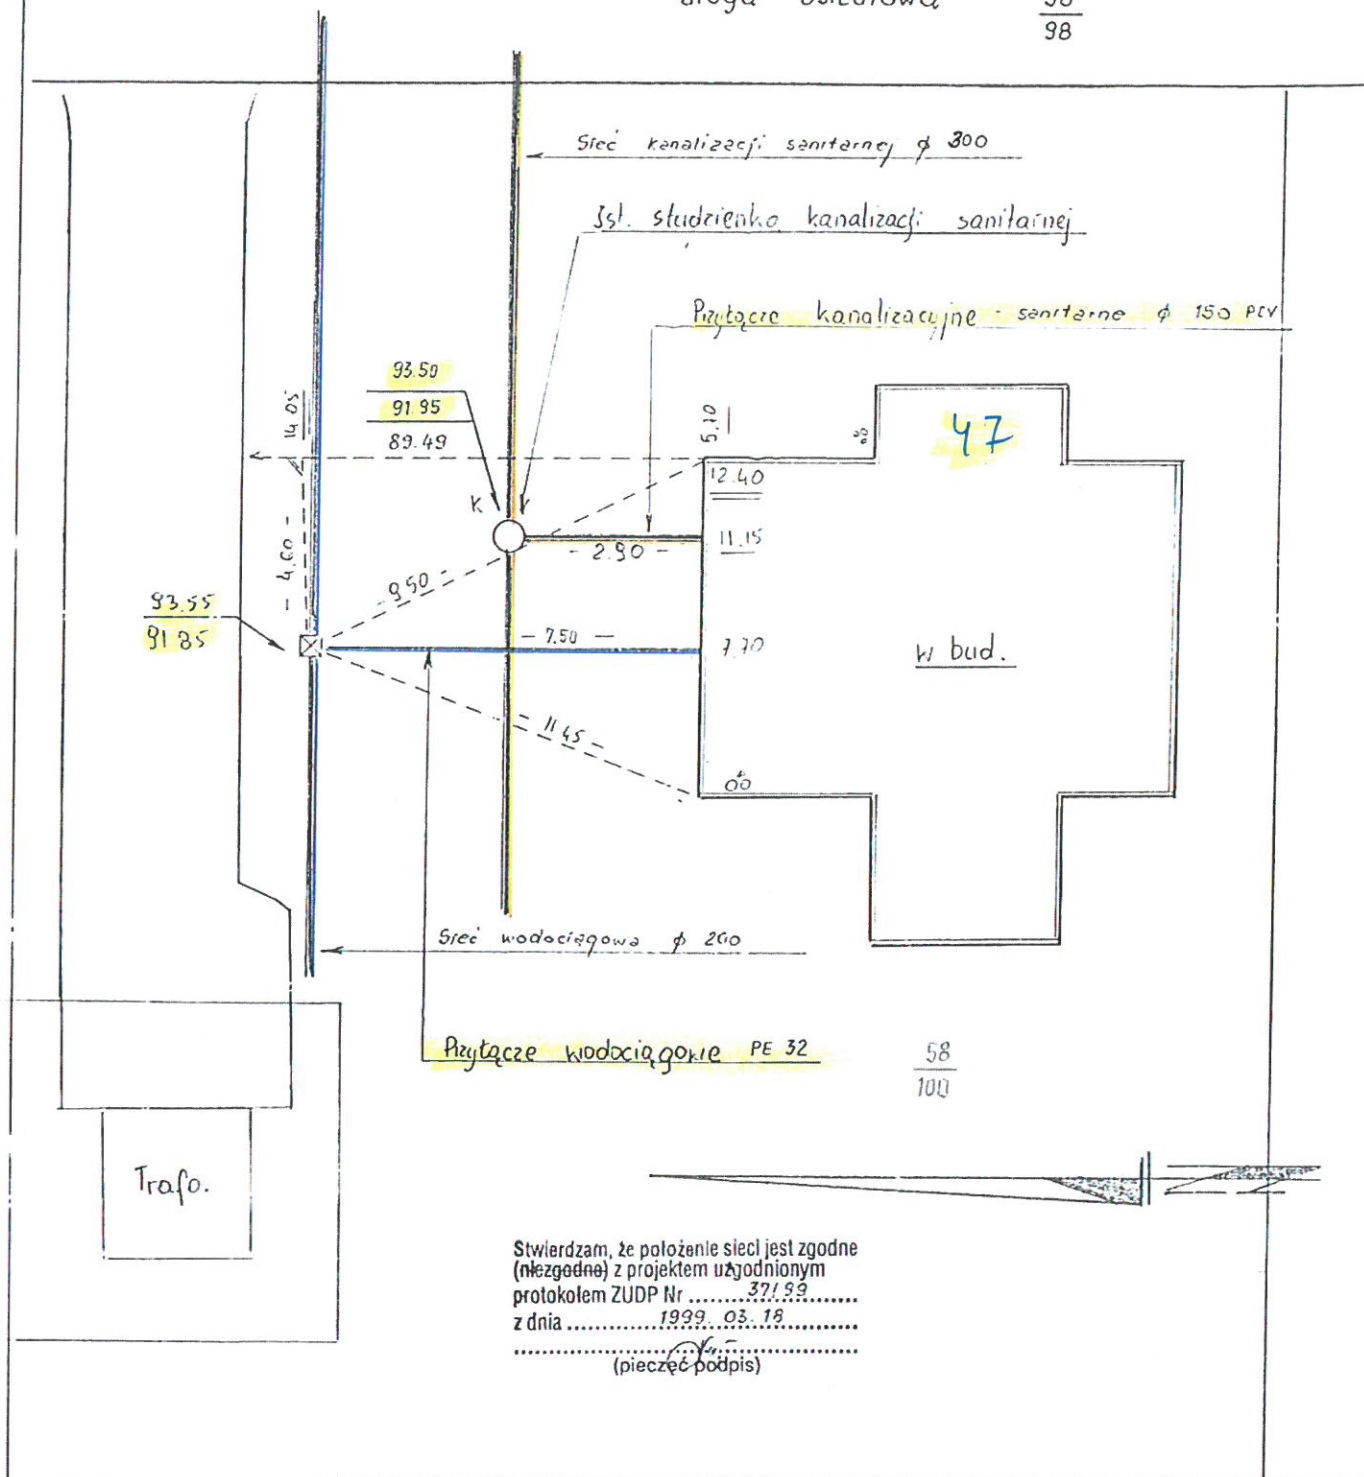 droga osiedlowa
98
Sieć kanalizacji sanitarnej ϕ 300
Ist. studzienka kanalizacji sanitarnej
Przyłącze kanalizacyjne - sanitarne ϕ 150 PCV
93.50
91.95
89.49
14.05
5.10
47
12.40
K
11.15
- 2.90 -
- 4.60 -
- 9.50 -
93.55
91.85
- 7.50 -
7.70
w bud.
- 11.45 -
00
Sieć wodociągowa ϕ 200
Przyłącze wodociągowe PE 32
58
100
Trafo.
Stwierdzam, że położenie sieci jest zgodne
(niezgodne) z projektem uzgodnionym
protokołem ZUDP Nr ........37/99........
z dnia ........1999. 03. 18........
(pieczęć podpis)